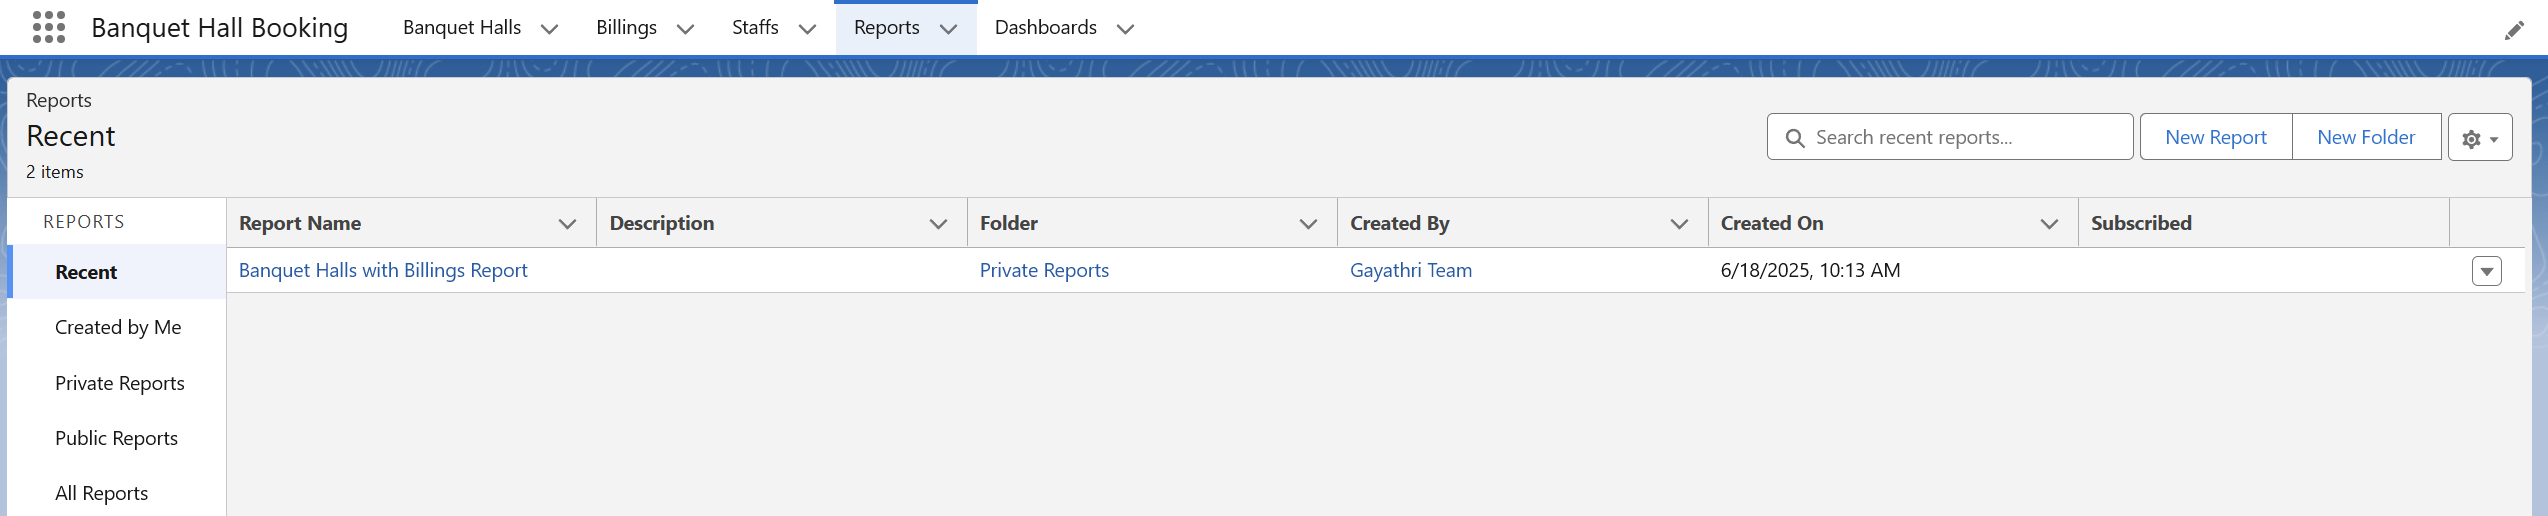 Banquet Hall Booking Banquet Halls Billings Staffs Reports Dashboards
Reports
Recent
2 items
Search recent reports...
New Report
New Folder
REPORTS
Recent
Created by Me
Private Reports
Public Reports
All Reports
Report Name Description Folder Created By Created On Subscribed
Banquet Halls with Billings Report Private Reports Gayathri Team 6/18/2025, 10:13 AM